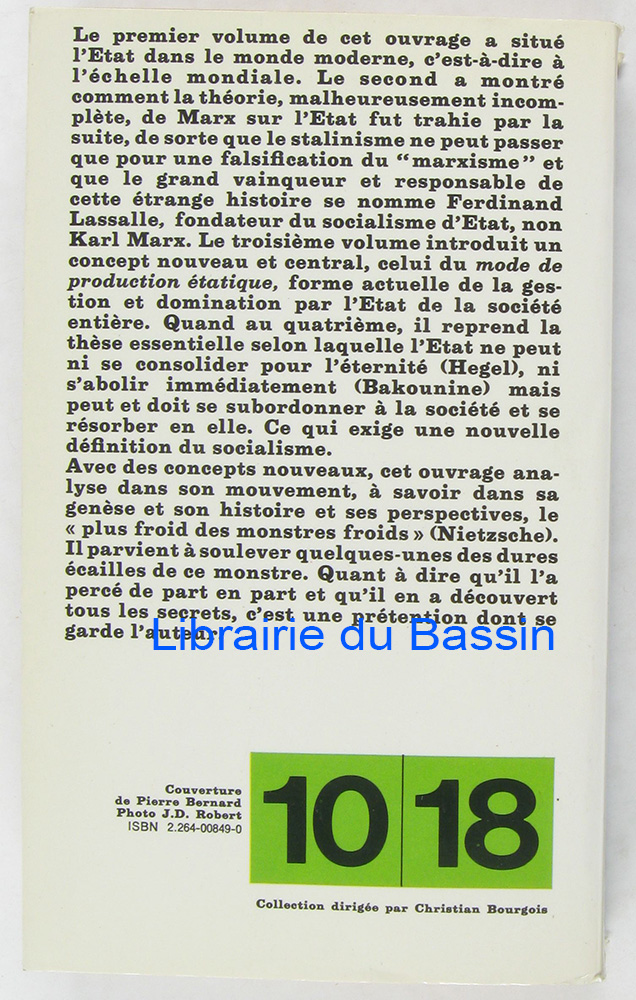 Le premier volume de cet ouvrage a situé
l'Etat dans le monde moderne, c'est-à-dire à
l'échelle mondiale. Le second a montré
comment la théorie, malheureusement incom-
plète, de Marx sur l'Etat fut trahie par la
suite, de sorte que le stalinisme ne peut passer
que pour une falsification du "marxisme" et
que le grand vainqueur et responsable de
cette étrange histoire se nomme Ferdinand
Lassalle, fondateur du socialisme d'Etat, non
Karl Marx. Le troisième volume introduit un
concept nouveau et central, celui du mode de
production étatique, forme actuelle de la ges-
tion et domination par l'Etat de la société
entière. Quand au quatrième, il reprend la
thèse essentielle selon laquelle l'Etat ne peut
ni se consolider pour l'éternité (Hegel), ni
s'abolir immédiatement (Bakounine) mais
peut et doit se subordonner à la société et se
résorber en elle. Ce qui exige une nouvelle
définition du socialisme.
Avec des concepts nouveaux, cet ouvrage ana-
lyse dans son mouvement, à savoir dans sa
genèse et son histoire et ses perspectives, le
« plus froid des monstres froids » (Nietzsche).
Il parvient à soulever quelques-unes des dures
écailles de ce monstre. Quant à dire qu'il l'a
percé de part en part et qu'il en a découvert
tous les secrets, c'est une prétention dont se
garde l'auteur.
Librairie du Bassin
Couverture
de Pierre Bernard
Photo J.D. Robert
ISBN 2.264-00849-0
10 18
Collection dirigée par Christian Bourgois